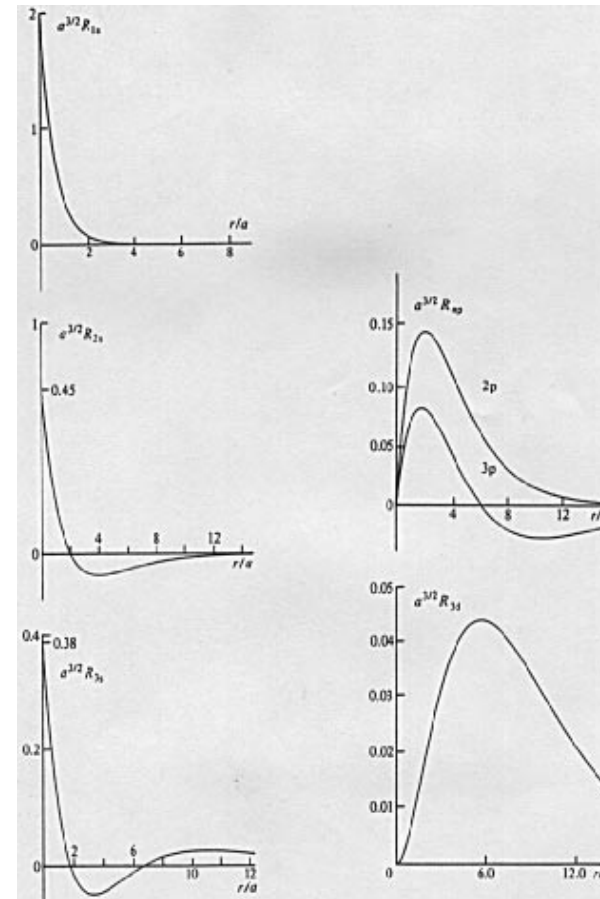 2
a^{3/2} R_{1s}
1
r/a
0
2 4 6 8
1
a^{3/2} R_{2s}
0.45
4 8 12
0
r/a
0.4
0.38
a^{3/2} R_{3s}
0.2
2 6
0
10 12
r/a
a^{3/2} R_{np}
0.15
2p
0.10
0.05
3p
0
4 8 12
r/
0.05
a^{3/2} R_{3d}
0.04
0.03
0.02
0.01
0
6.0 12.0